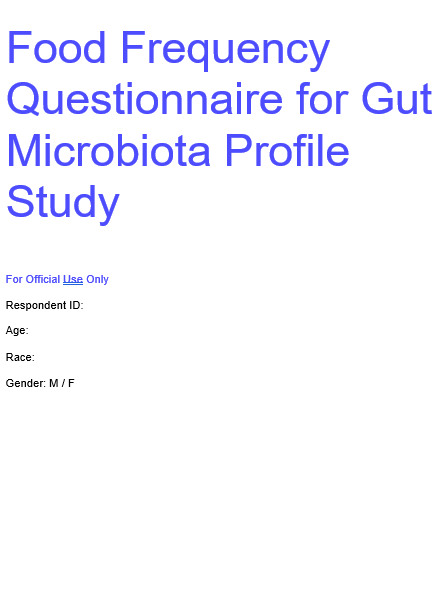 Food Frequency
Questionnaire for Gut
Microbiota Profile
Study
For Official Use Only
Respondent ID:
Age:
Race:
Gender: M / F